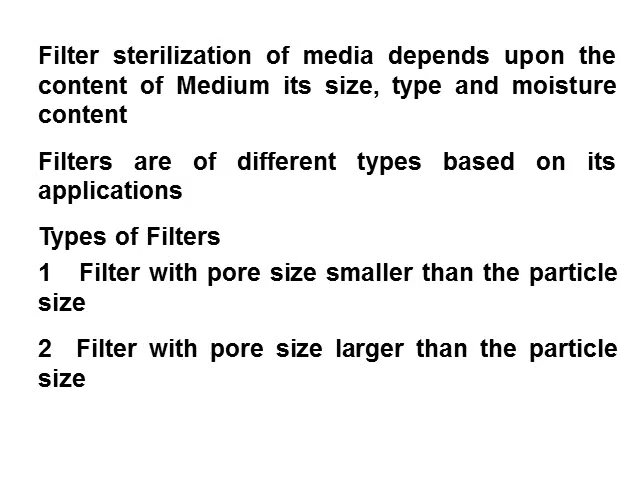 Filter sterilization of media depends upon the
content of Medium its size, type and moisture
content
Filters are of different types based on its
applications
Types of Filters
1 Filter with pore size smaller than the particle
size
2 Filter with pore size larger than the particle
size